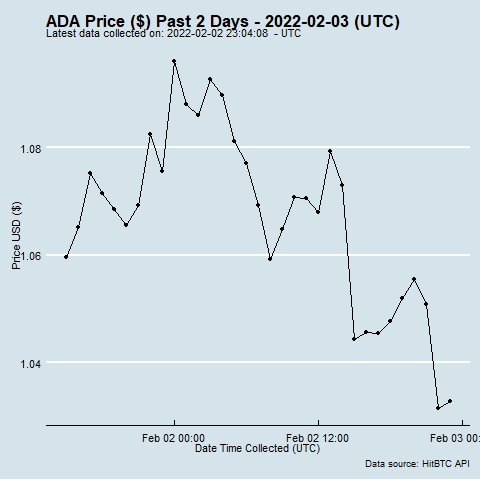 ADA Price ($) Past 2 Days - 2022-02-03 (UTC)
Latest data collected on: 2022-02-02 23:04:08 - UTC
1.08
1.06
1.04
Price USD ($)
Feb 02 00:00
Feb 02 12:00
Feb 03 00:
Date Time Collected (UTC)
Data source: HitBTC API